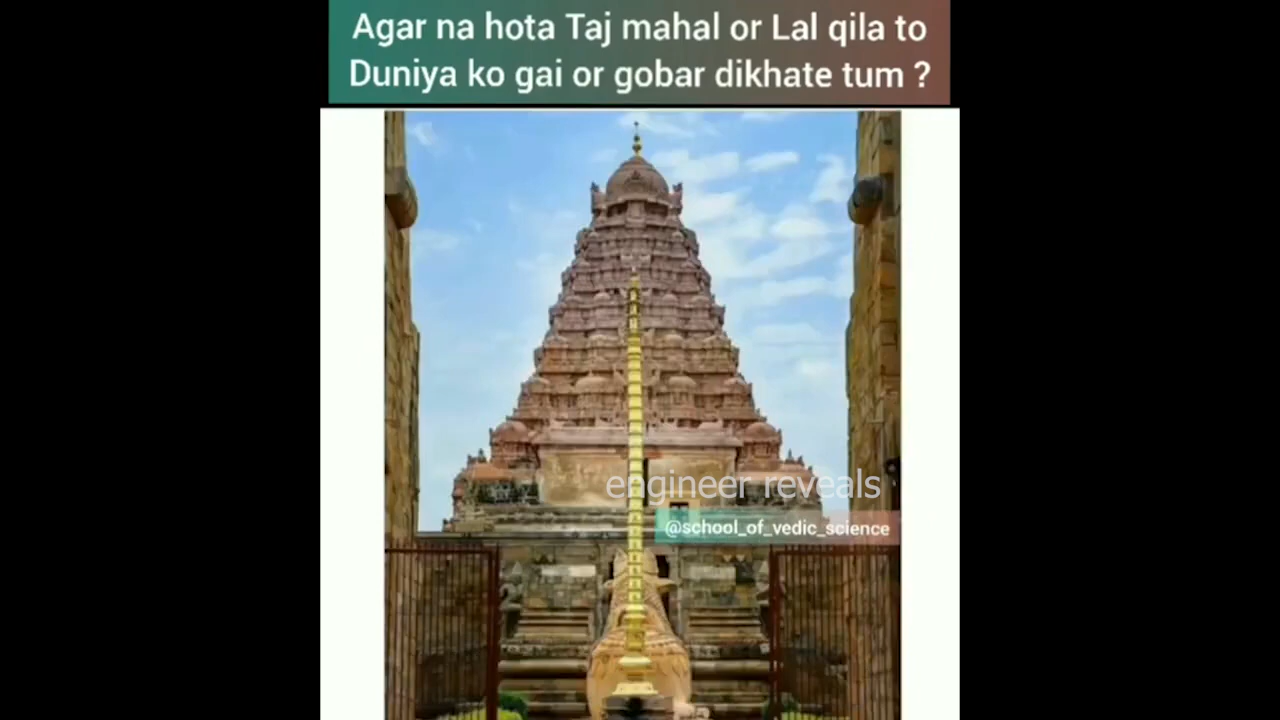 Agar na hota Taj mahal or Lal qila to
Duniya ko gai or gobar dikhate tum ?
engineer reveals
@school_of_vedic_science